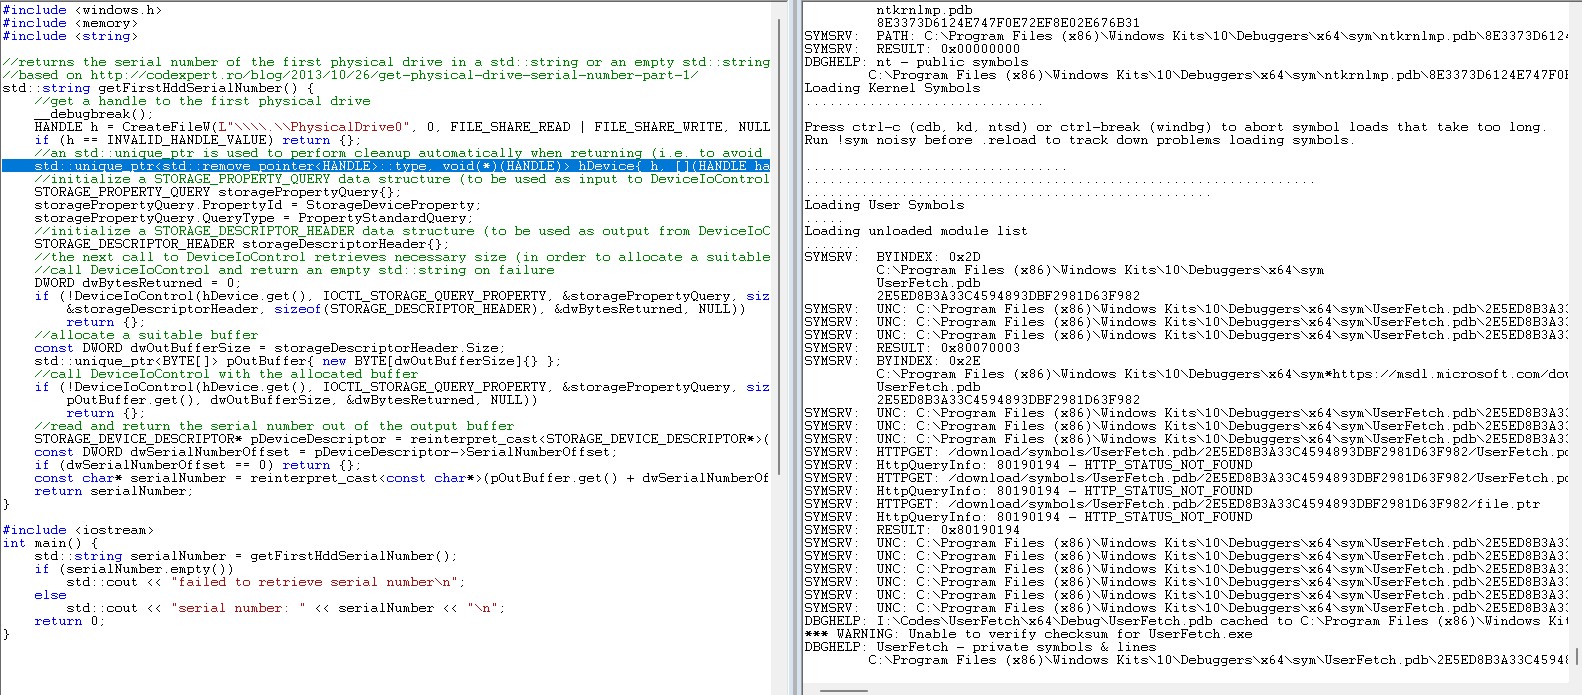 #include <windows.h>
#include <memory>
#include <string>
//returns the serial number of the first physical drive in a std::string or an empty std::string
//based on http://codexpert.ro/blog/2013/10/26/get-physical-drive-serial-number-part-1/
std::string getFirstHddSerialNumber() {
//get a handle to the first physical drive
__debugbreak();
HANDLE h = CreateFileW(L"\\\\.\\PhysicalDrive0", 0, FILE_SHARE_READ | FILE_SHARE_WRITE, NULL
if (h == INVALID_HANDLE_VALUE) return {};
//an std::unique_ptr is used to perform cleanup automatically when returning (i.e. to avoid
std::unique_ptr<std::remove_pointer<HANDLE>::type, void(*)(HANDLE)> hDevice{ h, [](HANDLE ha
//initialize a STORAGE_PROPERTY_QUERY data structure (to be used as input to DeviceIoControl
STORAGE_PROPERTY_QUERY storagePropertyQuery{};
storagePropertyQuery.PropertyId = StorageDeviceProperty;
storagePropertyQuery.QueryType = PropertyStandardQuery;
//initialize a STORAGE_DESCRIPTOR_HEADER data structure (to be used as output from DeviceIoC
STORAGE_DESCRIPTOR_HEADER storageDescriptorHeader{};
//the next call to DeviceIoControl retrieves necessary size (in order to allocate a suitable
//call DeviceIoControl and return an empty std::string on failure
DWORD dwBytesReturned = 0;
if (!DeviceIoControl(hDevice.get(), IOCTL_STORAGE_QUERY_PROPERTY, &storagePropertyQuery, siz
&storageDescriptorHeader, sizeof(STORAGE_DESCRIPTOR_HEADER), &dwBytesReturned, NULL))
return {};
//allocate a suitable buffer
const DWORD dwOutBufferSize = storageDescriptorHeader.Size;
std::unique_ptr<BYTE[]> pOutBuffer{ new BYTE[dwOutBufferSize]{} };
//call DeviceIoControl with the allocated buffer
if (!DeviceIoControl(hDevice.get(), IOCTL_STORAGE_QUERY_PROPERTY, &storagePropertyQuery, siz
pOutBuffer.get(), dwOutBufferSize, &dwBytesReturned, NULL))
return {};
//read and return the serial number out of the output buffer
STORAGE_DEVICE_DESCRIPTOR* pDeviceDescriptor = reinterpret_cast<STORAGE_DEVICE_DESCRIPTOR*>(
const DWORD dwSerialNumberOffset = pDeviceDescriptor->SerialNumberOffset;
if (dwSerialNumberOffset == 0) return {};
const char* serialNumber = reinterpret_cast<const char*>(pOutBuffer.get() + dwSerialNumberOf
return serialNumber;
}
#include <iostream>
int main() {
std::string serialNumber = getFirstHddSerialNumber();
if (serialNumber.empty())
std::cout << "failed to retrieve serial number\n";
else
std::cout << "serial number: " << serialNumber << "\n";
return 0;
}
ntkrnlmp.pdb
8E3373D6124E747F0E72EF8E02E676B31
SYMSRV: PATH: C:\Program Files (x86)\Windows Kits\10\Debuggers\x64\sym\ntkrnlmp.pdb\8E3373D6124
SYMSRV: RESULT: 0x00000000
DBGHELP: nt - public symbols
C:\Program Files (x86)\Windows Kits\10\Debuggers\x64\sym\ntkrnlmp.pdb\8E3373D6124E747F0E
Loading Kernel Symbols
..............................
Press ctrl-c (cdb, kd, ntsd) or ctrl-break (windbg) to abort symbol loads that take too long.
Run !sym noisy before .reload to track down problems loading symbols.
.................................
................................................................
...................................................
Loading User Symbols
.....
Loading unloaded module list
.......
SYMSRV: BYINDEX: 0x2D
C:\Program Files (x86)\Windows Kits\10\Debuggers\x64\sym
UserFetch.pdb
2E5ED8B3A33C4594893DBF2981D63F982
SYMSRV: UNC: C:\Program Files (x86)\Windows Kits\10\Debuggers\x64\sym\UserFetch.pdb\2E5ED8B3A33
SYMSRV: UNC: C:\Program Files (x86)\Windows Kits\10\Debuggers\x64\sym\UserFetch.pdb\2E5ED8B3A33
SYMSRV: UNC: C:\Program Files (x86)\Windows Kits\10\Debuggers\x64\sym\UserFetch.pdb\2E5ED8B3A33
SYMSRV: RESULT: 0x80070003
SYMSRV: BYINDEX: 0x2E
C:\Program Files (x86)\Windows Kits\10\Debuggers\x64\sym*https://msdl.microsoft.com/dow
UserFetch.pdb
2E5ED8B3A33C4594893DBF2981D63F982
SYMSRV: UNC: C:\Program Files (x86)\Windows Kits\10\Debuggers\x64\sym\UserFetch.pdb\2E5ED8B3A33
SYMSRV: UNC: C:\Program Files (x86)\Windows Kits\10\Debuggers\x64\sym\UserFetch.pdb\2E5ED8B3A33
SYMSRV: UNC: C:\Program Files (x86)\Windows Kits\10\Debuggers\x64\sym\UserFetch.pdb\2E5ED8B3A33
SYMSRV: HTTPGET: /download/symbols/UserFetch.pdb/2E5ED8B3A33C4594893DBF2981D63F982/UserFetch.pd
SYMSRV: HttpQueryInfo: 80190194 - HTTP_STATUS_NOT_FOUND
SYMSRV: HTTPGET: /download/symbols/UserFetch.pdb/2E5ED8B3A33C4594893DBF2981D63F982/UserFetch.pd
SYMSRV: HttpQueryInfo: 80190194 - HTTP_STATUS_NOT_FOUND
SYMSRV: HTTPGET: /download/symbols/UserFetch.pdb/2E5ED8B3A33C4594893DBF2981D63F982/file.ptr
SYMSRV: HttpQueryInfo: 80190194 - HTTP_STATUS_NOT_FOUND
SYMSRV: RESULT: 0x80190194
SYMSRV: UNC: C:\Program Files (x86)\Windows Kits\10\Debuggers\x64\sym\UserFetch.pdb\2E5ED8B3A33
SYMSRV: UNC: C:\Program Files (x86)\Windows Kits\10\Debuggers\x64\sym\UserFetch.pdb\2E5ED8B3A33
SYMSRV: UNC: C:\Program Files (x86)\Windows Kits\10\Debuggers\x64\sym\UserFetch.pdb\2E5ED8B3A33
SYMSRV: UNC: C:\Program Files (x86)\Windows Kits\10\Debuggers\x64\sym\UserFetch.pdb\2E5ED8B3A33
SYMSRV: UNC: C:\Program Files (x86)\Windows Kits\10\Debuggers\x64\sym\UserFetch.pdb\2E5ED8B3A33
SYMSRV: UNC: C:\Program Files (x86)\Windows Kits\10\Debuggers\x64\sym\UserFetch.pdb\2E5ED8B3A33
DBGHELP: I:\Codes\UserFetch\x64\Debug\UserFetch.pdb cached to C:\Program Files (x86)\Windows Kit
*** WARNING: Unable to verify checksum for UserFetch.exe
DBGHELP: UserFetch - private symbols & lines
C:\Program Files (x86)\Windows Kits\10\Debuggers\x64\sym\UserFetch.pdb\2E5ED8B3A33C45948